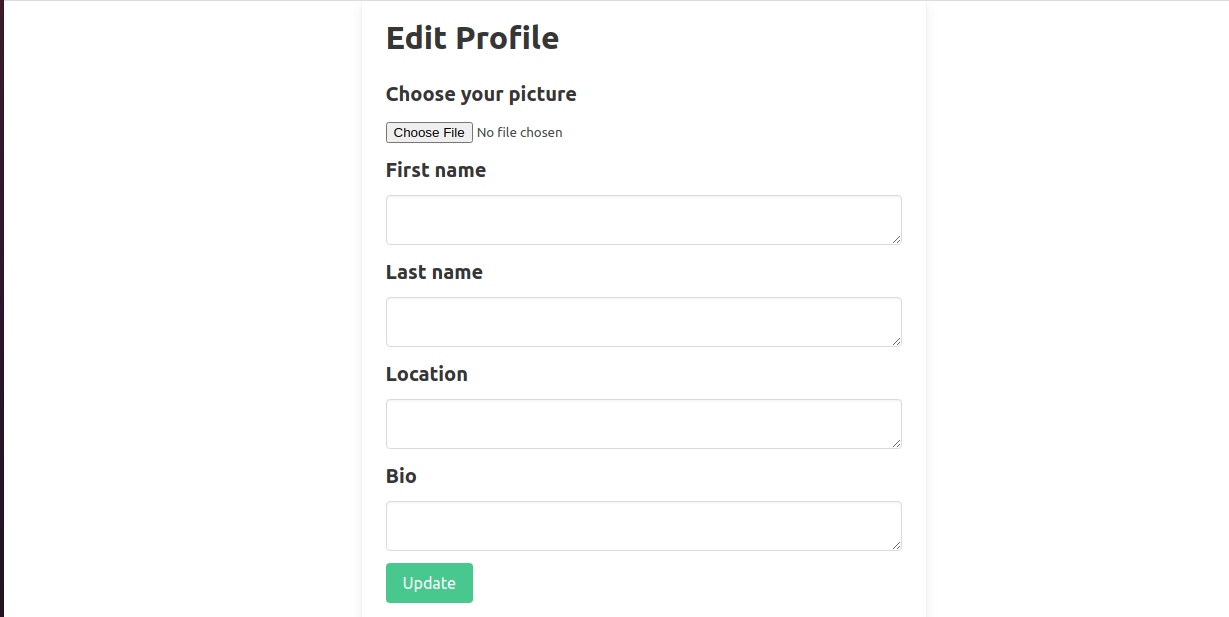 Edit Profile
Choose your picture
Choose File No file chosen
First name
Last name
Location
Bio
Update